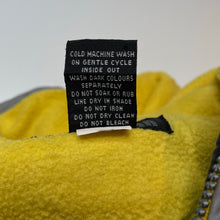 COLD MACHINE WASH
ON GENTLE CYCLE
INSIDE OUT
WASH DARK COLOURS
SEPARATELY
DO NOT SOAK OR RUB
LINE DRY IN SHADE
DO NOT IRON
DO NOT DRY CLEAN
DO NOT BLEACH